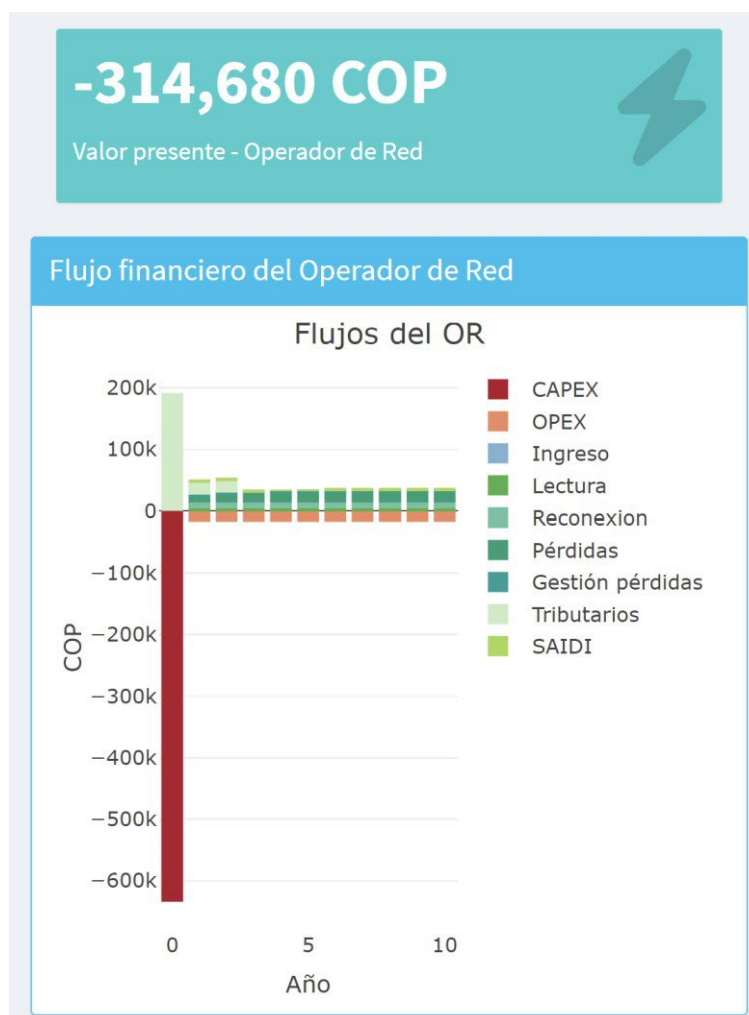 -314,680 COP
Valor presente - Operador de Red
Flujo financiero del Operador de Red
Flujos del OR
200k
100k
0
−100k
−200k
−300k
−400k
−500k
−600k
COP
0
5
10
Año
CAPEX
OPEX
Ingreso
Lectura
Reconexion
Pérdidas
Gestión pérdidas
Tributarios
SAIDI